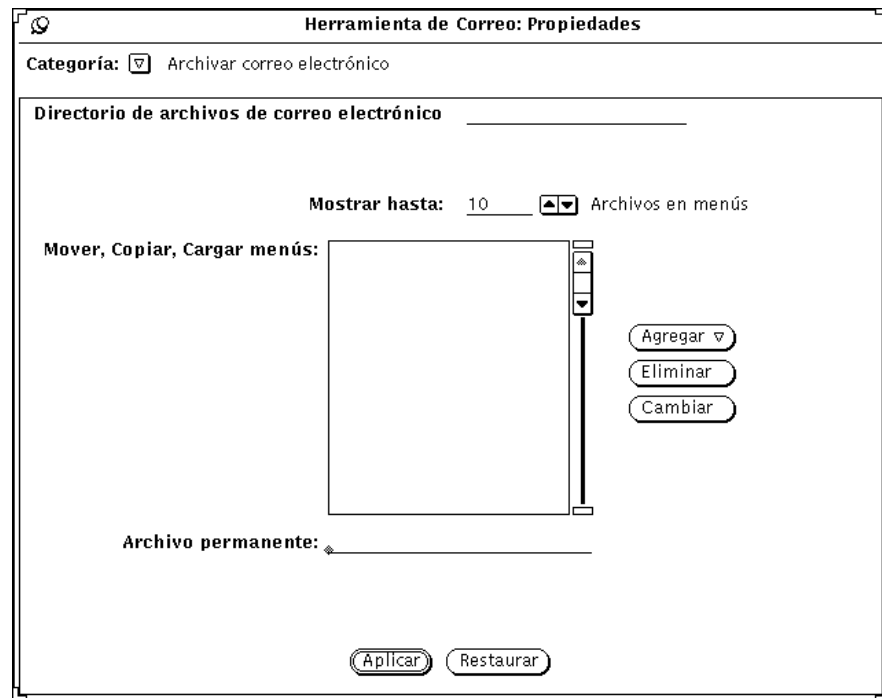 Herramienta de Correo: Propiedades
Categoría: Archivar correo electrónico
Directorio de archivos de correo electrónico
Mostrar hasta: 10 Archivos en menús
Mover, Copiar, Cargar menús:
Agregar
Eliminar
Cambiar
Archivo permanente:
Aplicar Restaurar